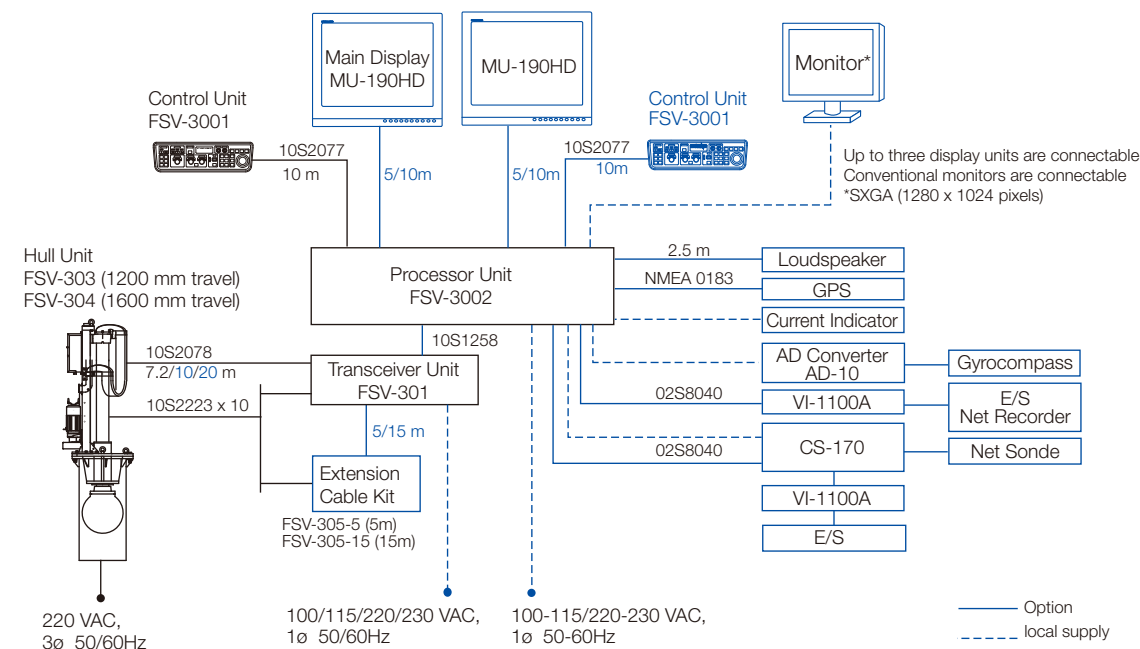 Main Display
MU-190HD
MU-190HD
Monitor*
Control Unit
FSV-3001
Control Unit
FSV-3001
10S2077
10 m
5/10m
5/10m
10S2077
10m
Up to three display units are connectable
Conventional monitors are connectable
*SXGA (1280 x 1024 pixels)
Hull Unit
FSV-303 (1200 mm travel)
FSV-304 (1600 mm travel)
Processor Unit
FSV-3002
2.5 m
Loudspeaker
NMEA 0183
GPS
Current Indicator
10S1258
10S2078
7.2/10/20 m
Transceiver Unit
FSV-301
AD Converter
AD-10
Gyrocompass
10S2223 x 10
02S8040
VI-1100A
E/S
Net Recorder
5/15 m
02S8040
CS-170
Net Sonde
Extension
Cable Kit
VI-1100A
FSV-305-5 (5m)
FSV-305-15 (15m)
E/S
220 VAC,
3ø 50/60Hz
100/115/220/230 VAC,
1ø 50/60Hz
100-115/220-230 VAC,
1ø 50-60Hz
Option
local supply